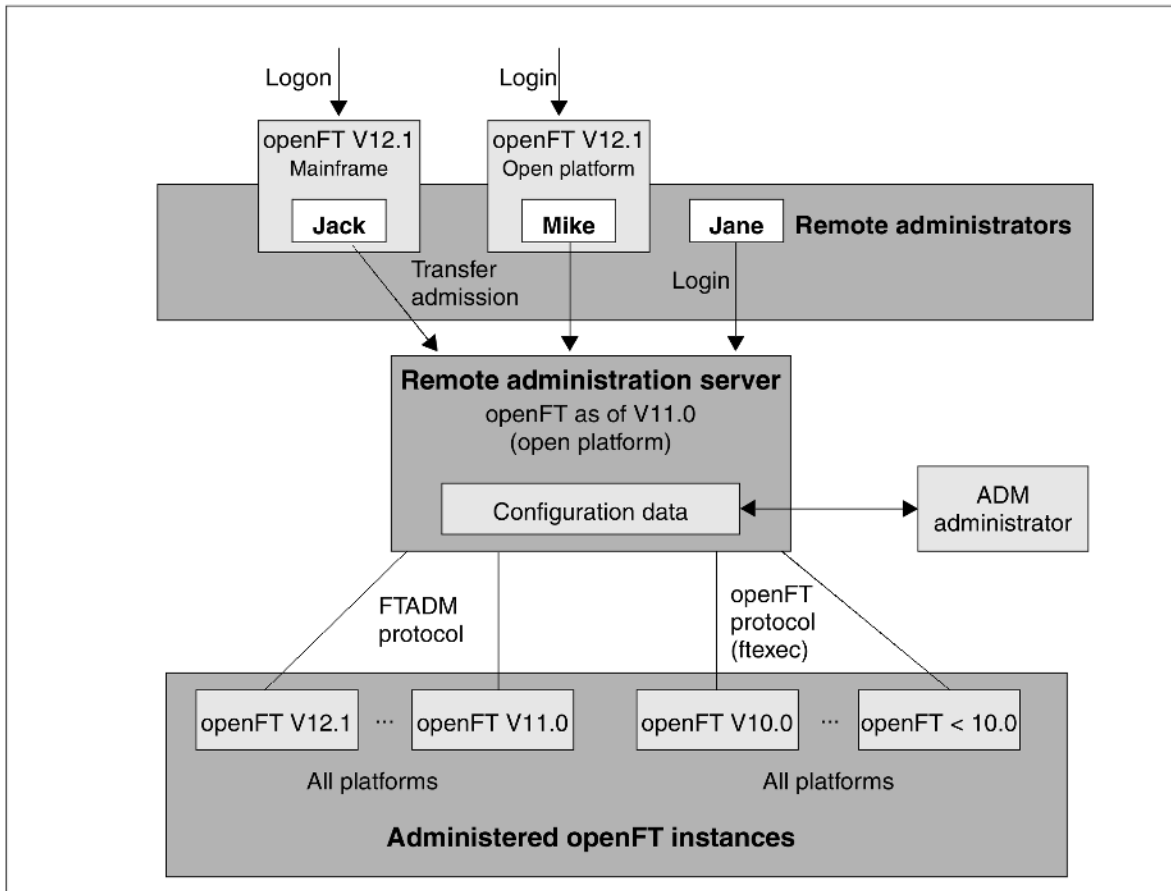 Logon
Login
openFT V12.1
Mainframe
openFT V12.1
Open platform
Jack
Mike
Jane
Remote administrators
Transfer
admission
Login
Remote administration server
openFT as of V11.0
(open platform)
Configuration data
ADM
administrator
FTADM
protocol
openFT
protocol
(ftexec)
openFT V12.1
...
openFT V11.0
openFT V10.0
...
openFT < 10.0
All platforms
All platforms
Administered openFT instances